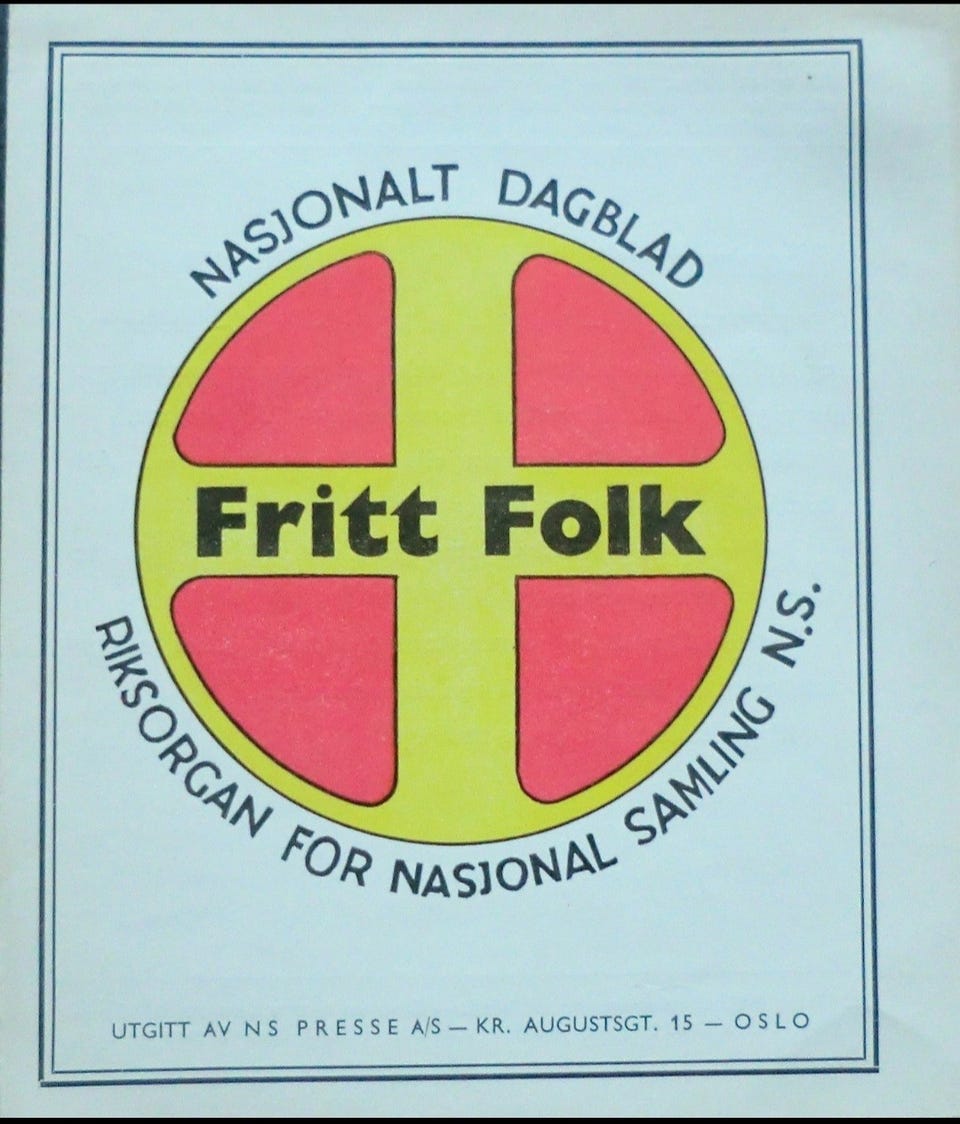 NASJONALT DAGBLAD
Fritt Folk
RIKSORGAN FOR NASJONAL SAMLING N.S.
UTGITT AV NS PRESSE A/S — KR. AUGUSTSGT. 15 — OSLO